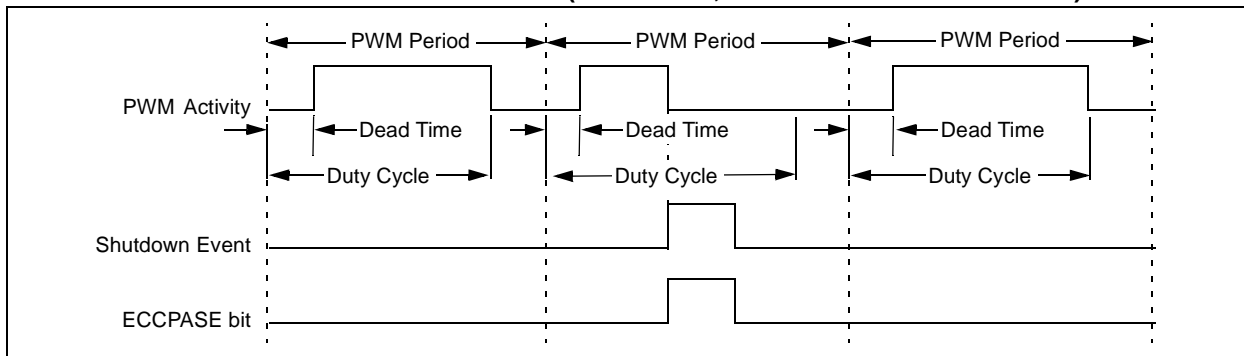 PWM Period PWM Period PWM Period
PWM Activity
Dead Time Dead Time Dead Time
Duty Cycle Duty Cycle Duty Cycle
Shutdown Event
ECCPASE bit